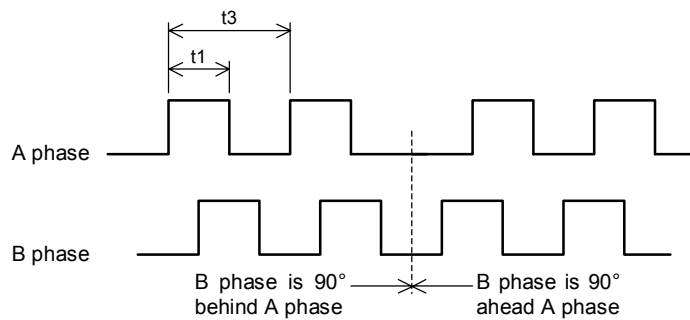 t3
t1
A phase
B phase
B phase is 90°
behind A phase
B phase is 90°
ahead A phase